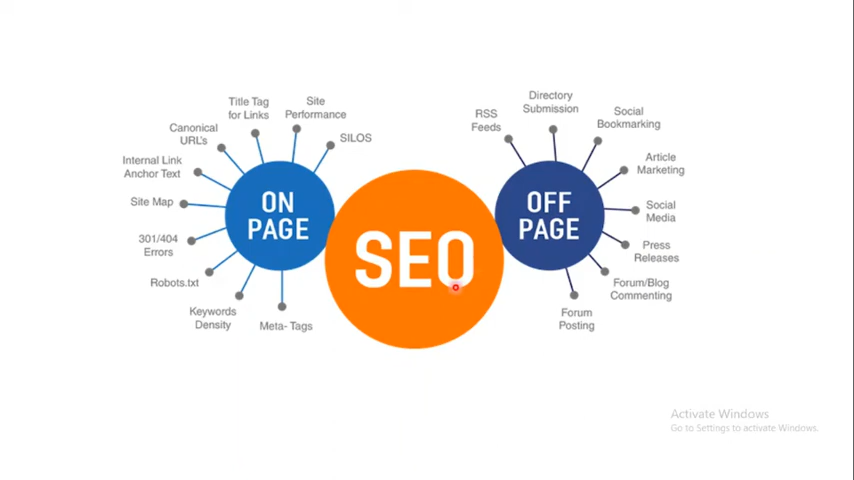 Title Tag
for Links
Site
Performance
SILOS
Canonical
URL's
Internal Link
Anchor Text
Site Map
301/404
Errors
Robots.txt
Keywords
Density
Meta- Tags
ON
PAGE
SEO
OFF
PAGE
RSS
Feeds
Directory
Submission
Social
Bookmarking
Article
Marketing
Social
Media
Press
Releases
Forum/Blog
Commenting
Forum
Posting
Activate Windows
Go to Settings to activate Windows.